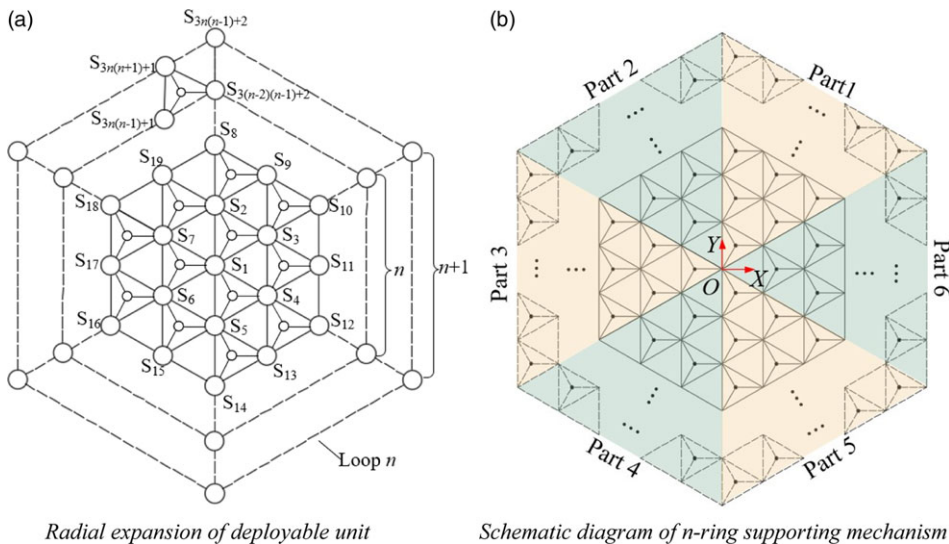 (a)
S3n(n-1)+2
S3n(n+1)+1
S3(n-2)(n-1)+2
S3n(n-1)+1
S8
S19
S9
S18
S2
S10
S7
S3
S17
S1
S11
n
n+1
S6
S4
S16
S5
S12
S15
S13
S14
Loop n
Radial expansion of deployable unit
(b)
Part 2
Part1
Part 3
Y
X
O
Part 6
Part 4
Part 5
Schematic diagram of n-ring supporting mechanism